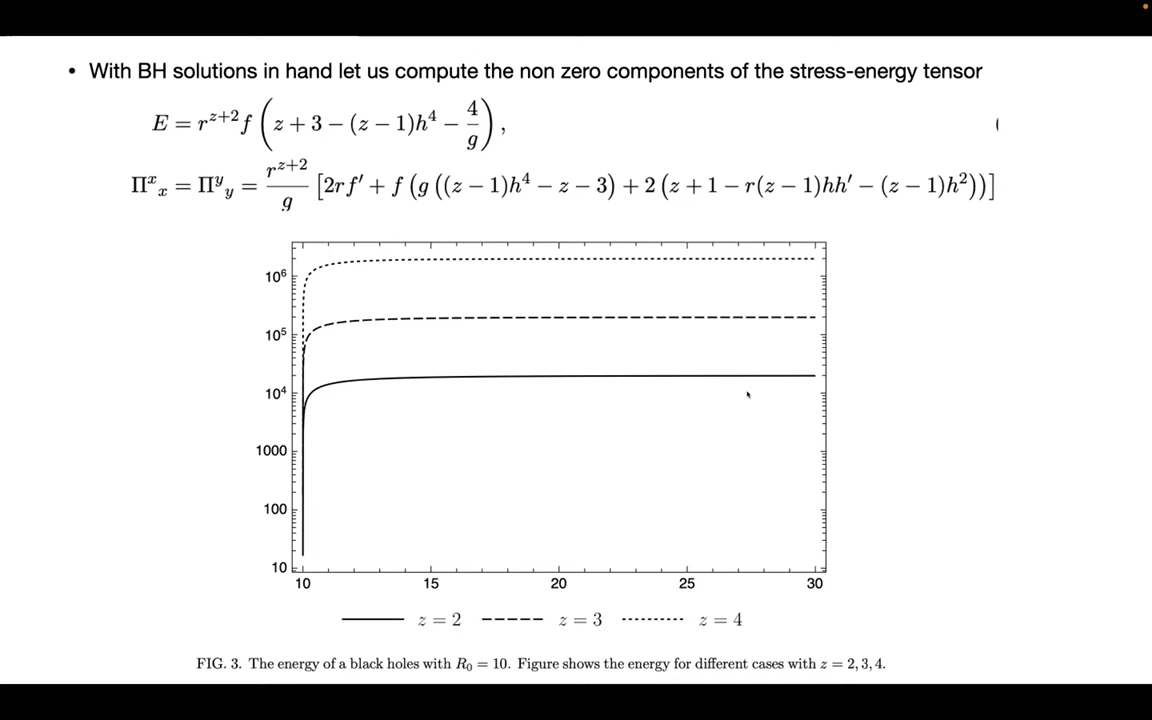 • With BH solutions in hand let us compute the non zero components of the stress-energy tensor
E = r^{z+2} f ( z + 3 − (z − 1)h^4 − 4/g ) ,
(
Π^x_x = Π^y_y = r^{z+2}/g [2rf′ + f (g ((z − 1)h^4 − z − 3) + 2 (z + 1 − r(z − 1)hh′ − (z − 1)h^2))]
10^6
10^5
10^4
1000
100
10
10 15 20 25 30
z = 2 z = 3 z = 4
FIG. 3. The energy of a black holes with R_0 = 10. Figure shows the energy for different cases with z = 2, 3, 4.